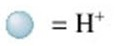 = H⁺